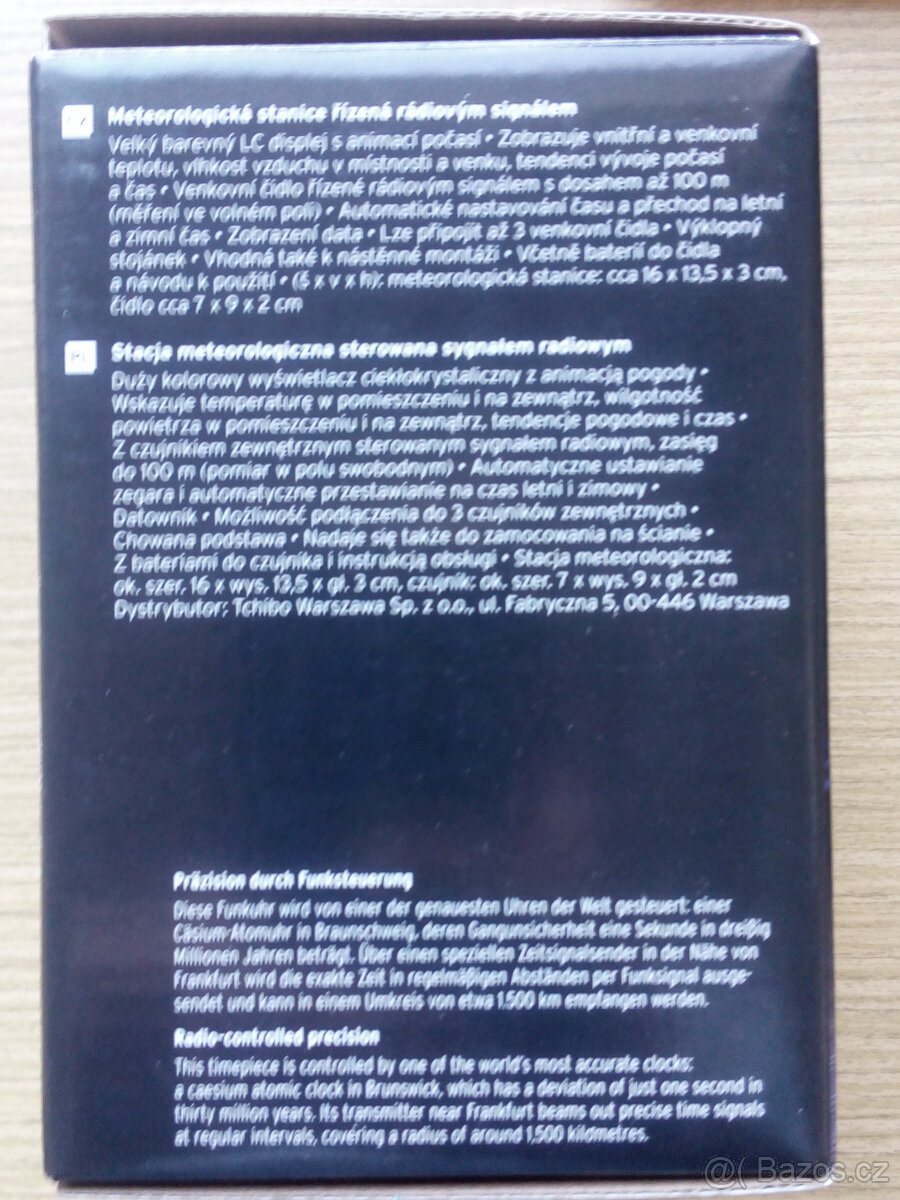 CZ
Meteorologická stanice řízená rádiovým signálem
Velký barevný LC displej s animací počasí • Zobrazuje vnitřní a venkovní
teplotu, vlhkost vzduchu v místnosti a venku, tendenci vývoje počasí
a čas • Venkovní čidlo řízené rádiovým signálem s dosahem až 100 m
(měření ve volném poli) • Automatické nastavování času a přechod na letní
a zimní čas • Zobrazení data • Lze připojit až 3 venkovní čidla • Výklopný
stojánek • Vhodná také k nástěnné montáži • Včetně baterií do čidla
a návodu k použití • (š x v x h): meteorologická stanice: cca 16 x 13,5 x 3 cm,
čidlo cca 7 x 9 x 2 cm
PL
Stacja meteorologiczna sterowana sygnałem radiowym
Duży kolorowy wyświetlacz ciekłokrystaliczny z animacją pogody •
Wskazuje temperaturę w pomieszczeniu i na zewnątrz, wilgotność
powietrza w pomieszczeniu i na zewnątrz, tendencje pogodowe i czas •
Z czujnikiem zewnętrznym sterowanym sygnałem radiowym, zasięg
do 100 m (pomiar w polu swobodnym) • Automatyczne ustawianie
zegara i automatyczne przestawianie na czas letni i zimowy •
Datownik • Możliwość podłączenia do 3 czujników zewnętrznych •
Chowana podstawa • Nadaje się także do zamocowania na ścianie •
Z bateriami do czujnika i instrukcją obsługi • Stacja meteorologiczna:
ok. szer. 16 x wys. 13,5 x gł. 3 cm, czujnik: ok. szer. 7 x wys. 9 x gł. 2 cm
Dystrybutor: Tchibo Warszawa Sp. z o.o., ul. Fabryczna 5, 00-446 Warszawa
Präzision durch Funksteuerung
Diese Funkuhr wird von einer der genauesten Uhren der Welt gesteuert: einer
Cäsium-Atomuhr in Braunschweig, deren Gangunsicherheit eine Sekunde in dreißig
Millionen Jahren beträgt. Über einen speziellen Zeitsignalsender in der Nähe von
Frankfurt wird die exakte Zeit in regelmäßigen Abständen per Funksignal ausge-
sendet und kann in einem Umkreis von etwa 1.500 km empfangen werden.
Radio-controlled precision
This timepiece is controlled by one of the world's most accurate clocks:
a caesium atomic clock in Brunswick, which has a deviation of just one second in
thirty million years. Its transmitter near Frankfurt beams out precise time signals
at regular intervals, covering a radius of around 1,500 kilometres.
@( Bazos.cz